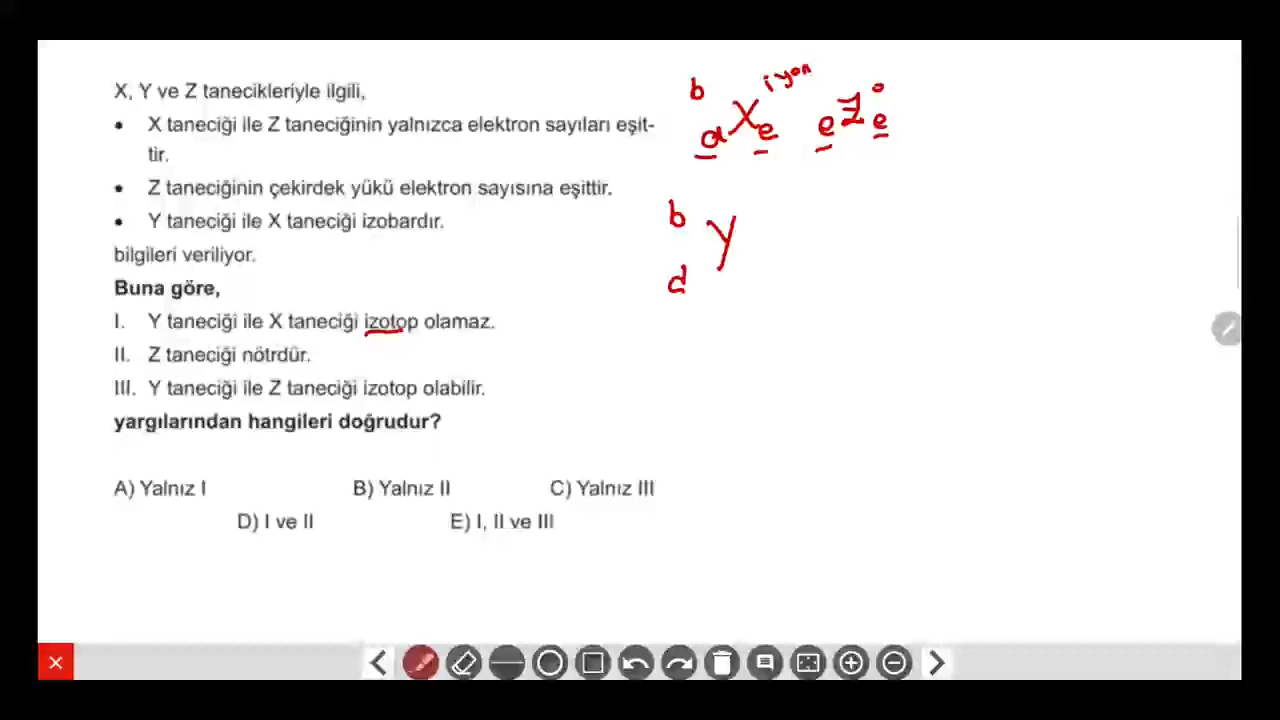 X, Y ve Z tanecikleriyle ilgili,
• X taneciği ile Z taneciğinin yalnızca elektron sayıları eşit-
tir.
• Z taneciğinin çekirdek yükü elektron sayısına eşittir.
• Y taneciği ile X taneciği izobardır.
bilgileri veriliyor.
Buna göre,
I. Y taneciği ile X taneciği izotop olamaz.
II. Z taneciği nötrdür.
III. Y taneciği ile Z taneciği izotop olabilir.
yargılarından hangileri doğrudur?
A) Yalnız I B) Yalnız II C) Yalnız III
D) I ve II E) I, II ve III
b iyon
a X e e Z o e
b
Y
d